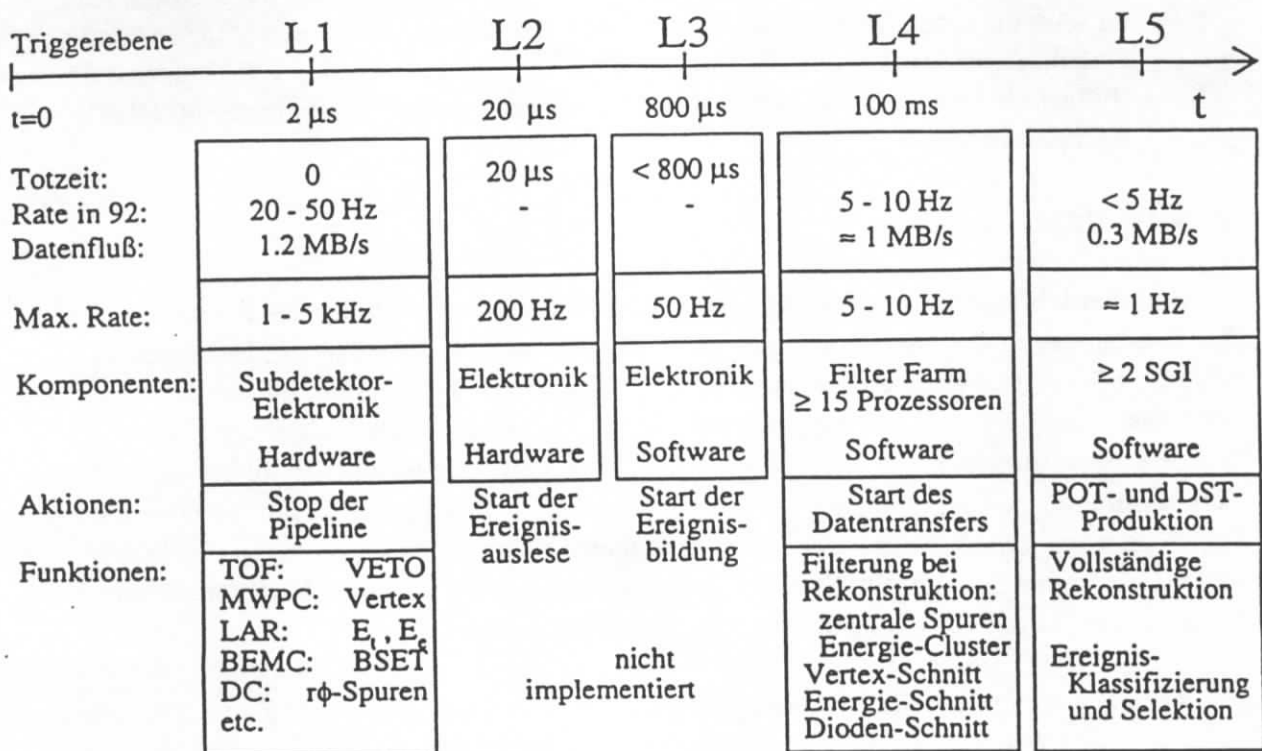 Triggerebene L1 L2 L3 L4 L5
t=0 2 μs 20 μs 800 μs 100 ms t
Totzeit: 0 20 μs < 800 μs
Rate in 92: 20 - 50 Hz - - 5 - 10 Hz < 5 Hz
Datenfluß: 1.2 MB/s ≈ 1 MB/s 0.3 MB/s
Max. Rate: 1 - 5 kHz 200 Hz 50 Hz 5 - 10 Hz ≈ 1 Hz
Komponenten: Subdetektor- Elektronik Elektronik Filter Farm ≥ 2 SGI
Elektronik ≥ 15 Prozessoren
Hardware Hardware Software Software Software
Aktionen: Stop der Start der Start der Start des POT- und DST-
Pipeline Ereignis- Ereignis- Datentransfers Produktion
auslese bildung
Funktionen: TOF: VETO Filterung bei Vollständige
MWPC: Vertex Rekonstruktion: Rekonstruktion
LAR: E_t, E_e zentrale Spuren
BEMC: BSET nicht Energie-Cluster Ereignis-
DC: rϕ-Spuren implementiert Vertex-Schnitt Klassifizierung
etc. Energie-Schnitt und Selektion
Dioden-Schnitt